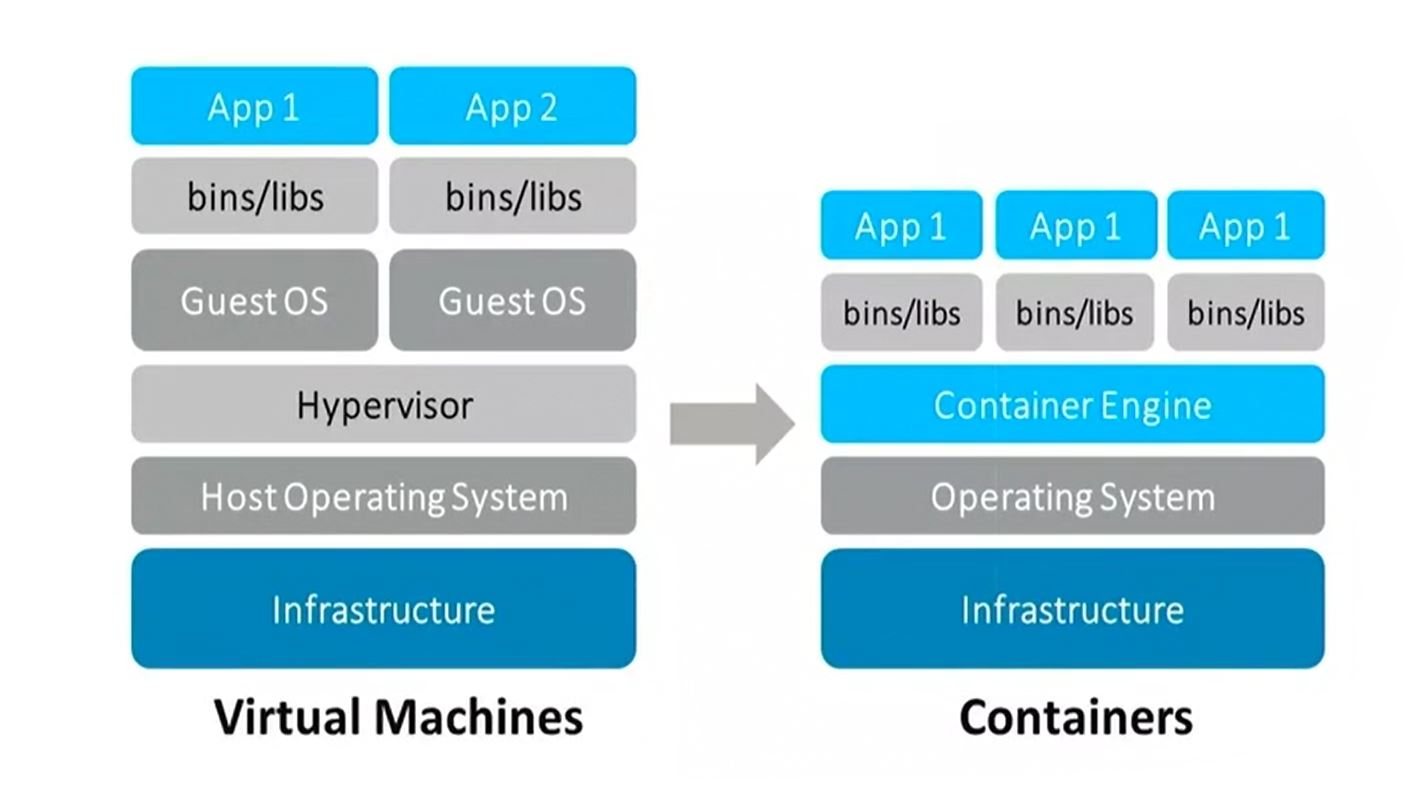 App 1
App 2
bins/libs
bins/libs
Guest OS
Guest OS
Hypervisor
Host Operating System
Infrastructure
Virtual Machines
App 1
App 1
App 1
bins/libs
bins/libs
bins/libs
Container Engine
Operating System
Infrastructure
Containers